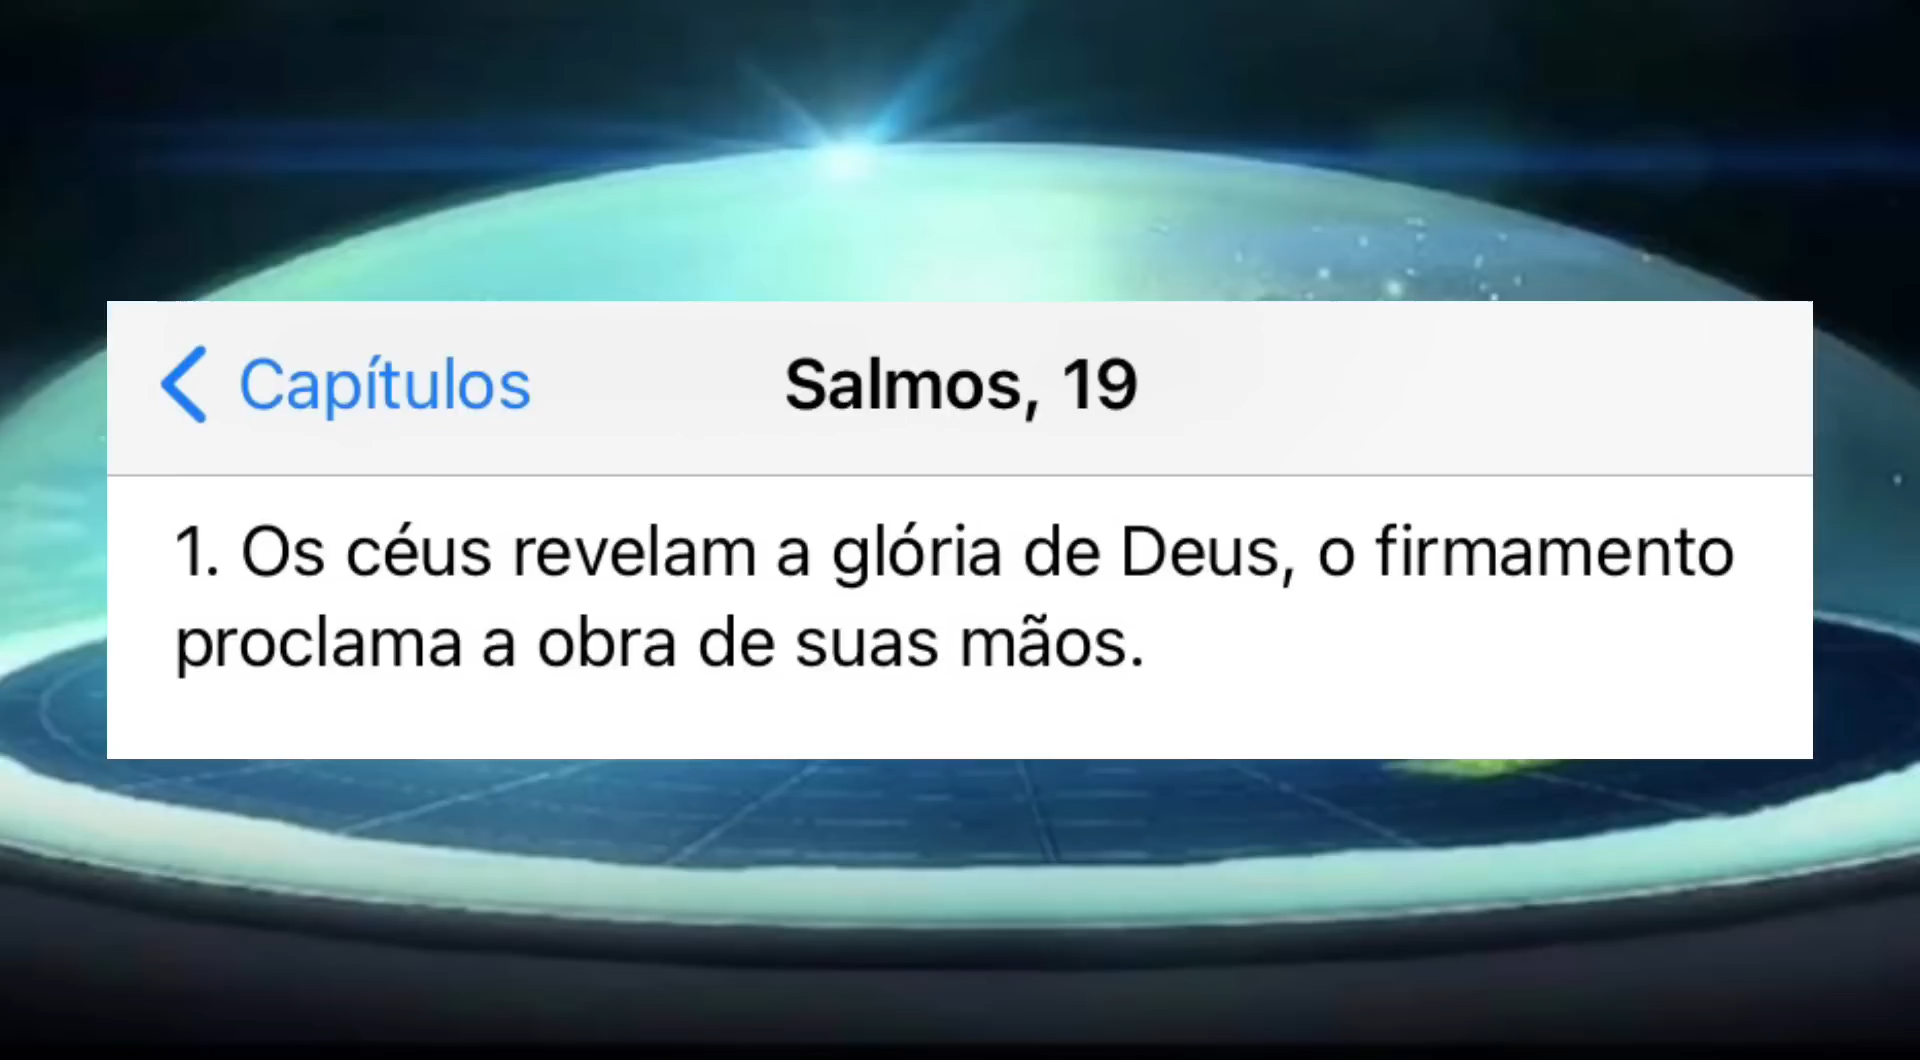 Capítulos
Salmos, 19
1. Os céus revelam a glória de Deus, o firmamento
proclama a obra de suas mãos.